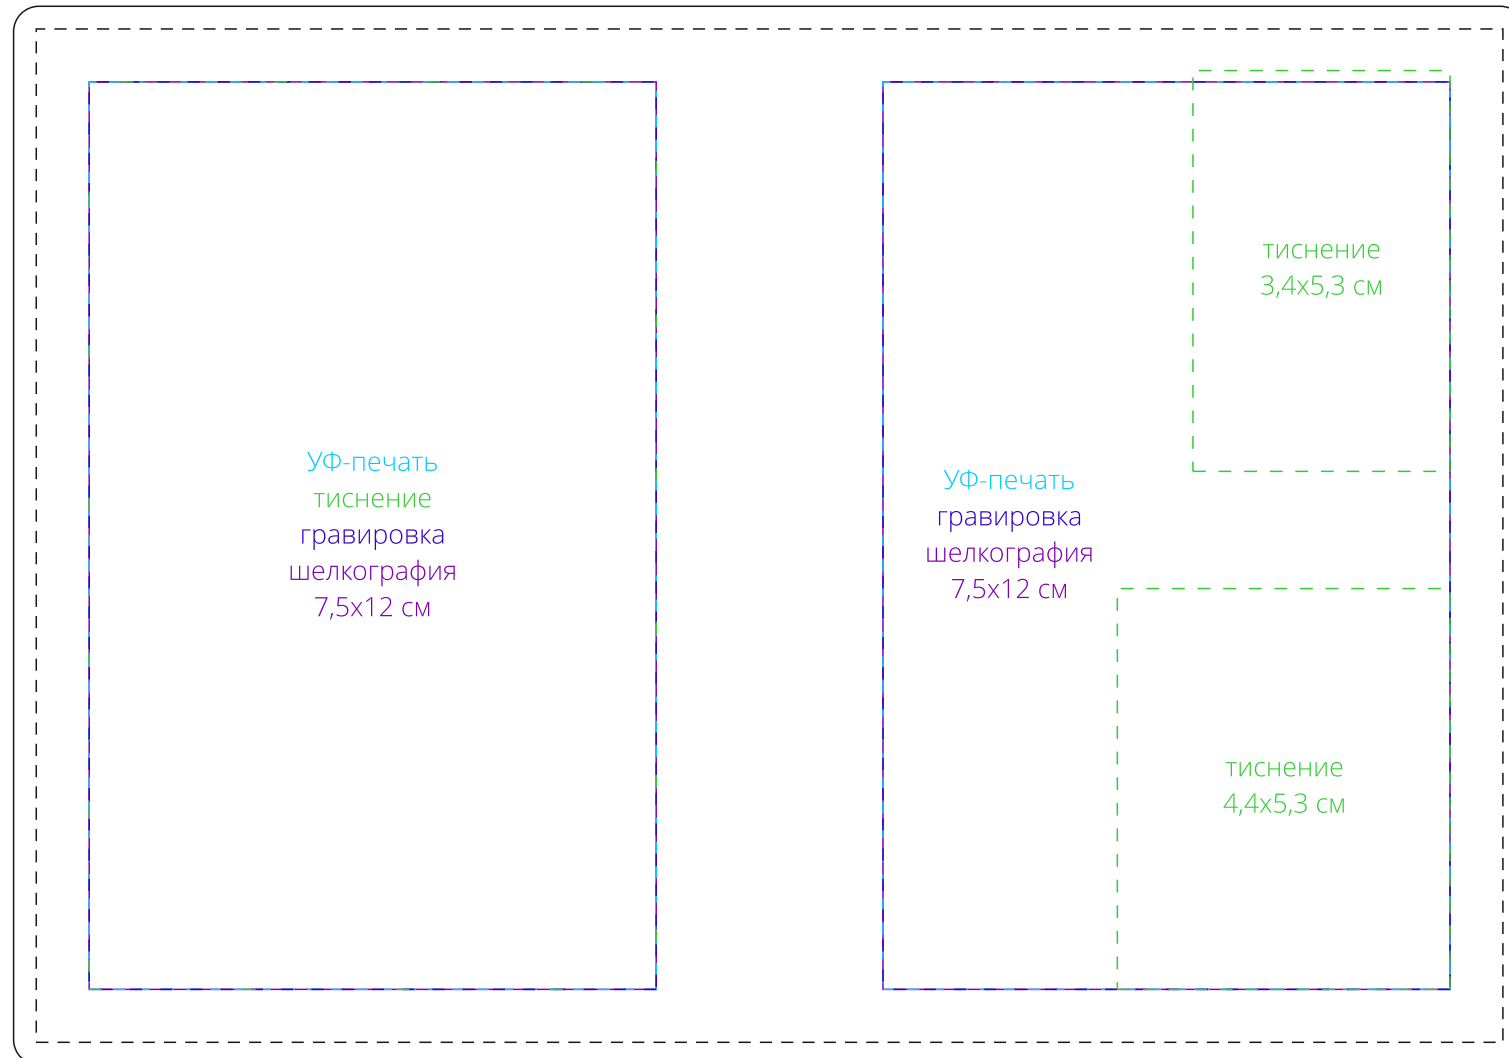 УФ-печать
тиснение
гравировка
шелкография
7,5х12 см
УФ-печать
гравировка
шелкография
7,5х12 см
тиснение
3,4х5,3 см
тиснение
4,4х5,3 см